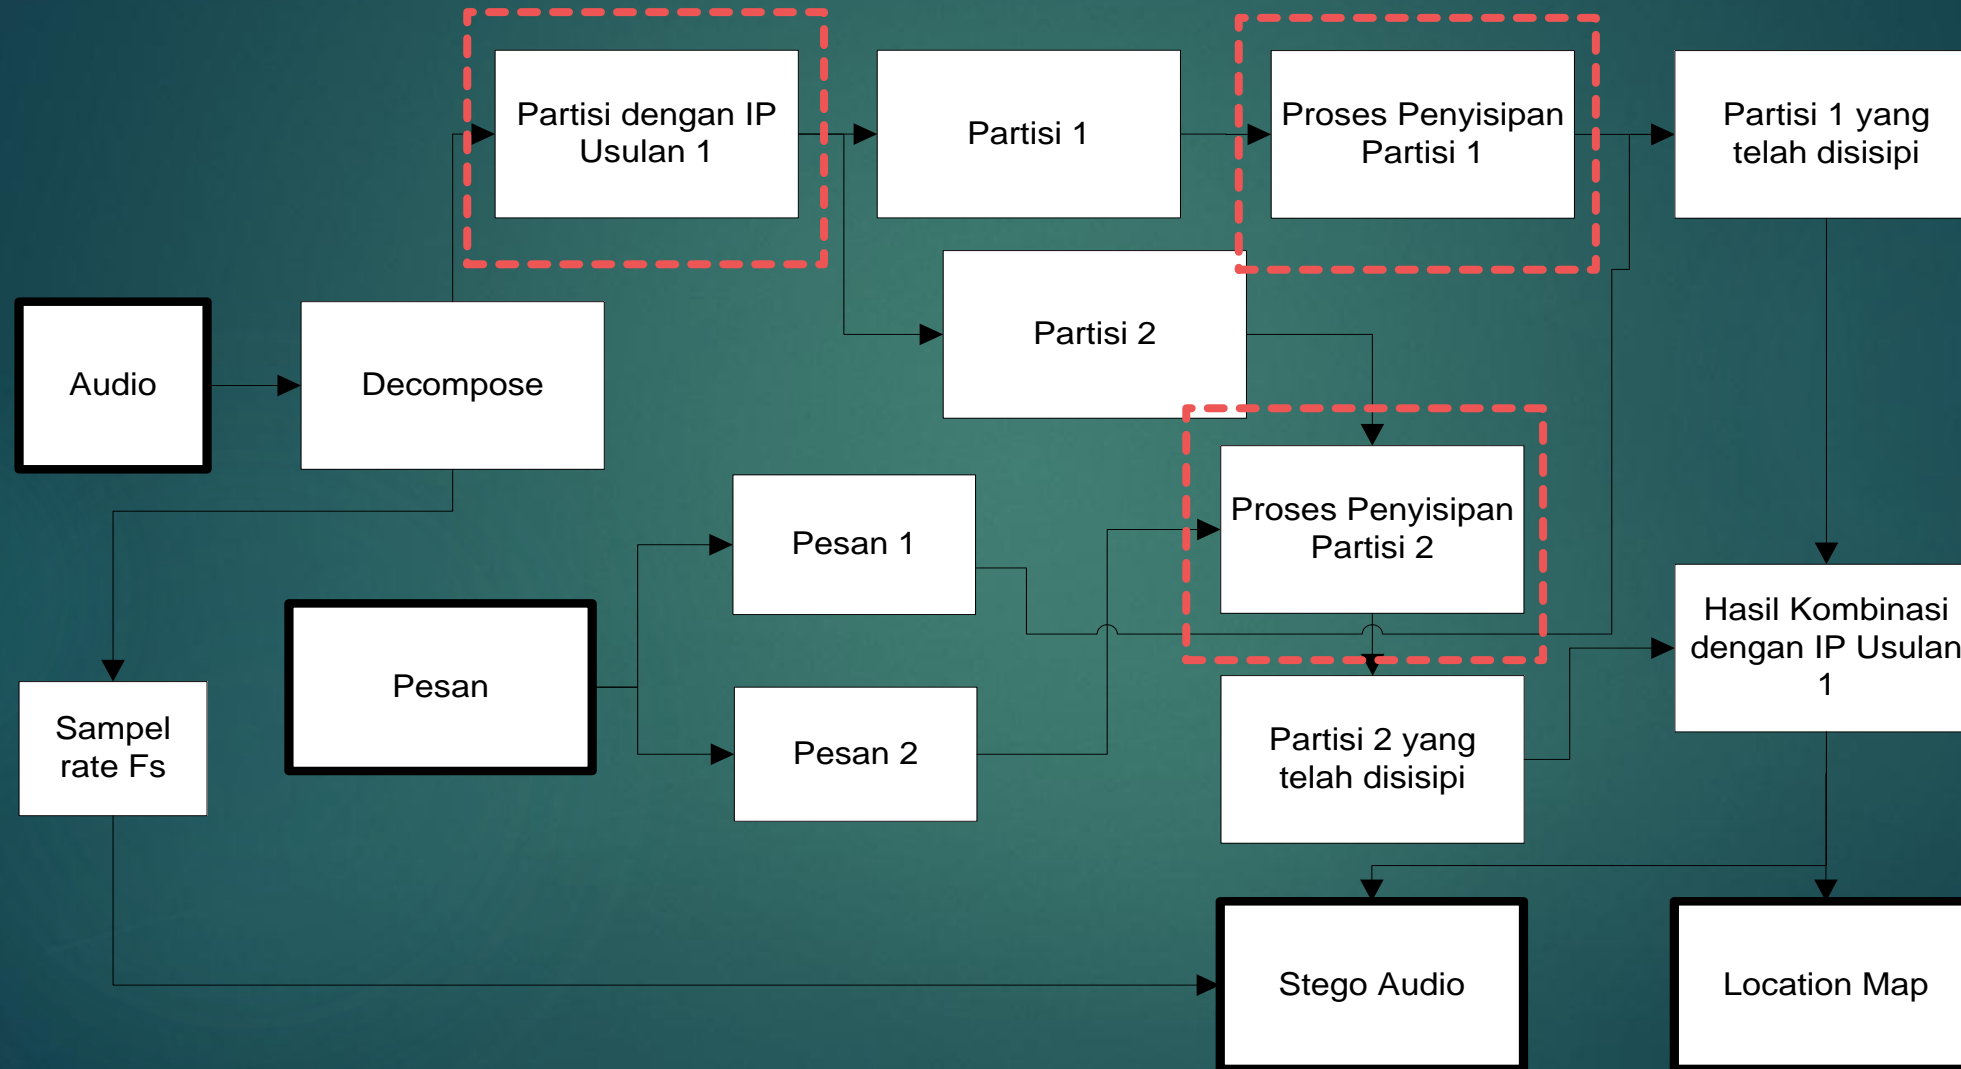 Partisi dengan IP
Usulan 1
Partisi 1
Proses Penyisipan
Partisi 1
Partisi 1 yang
telah disisipi
Partisi 2
Audio
Decompose
Proses Penyisipan
Partisi 2
Pesan 1
Hasil Kombinasi
dengan IP Usulan
1
Pesan
Sampel
rate Fs
Pesan 2
Partisi 2 yang
telah disisipi
Stego Audio
Location Map